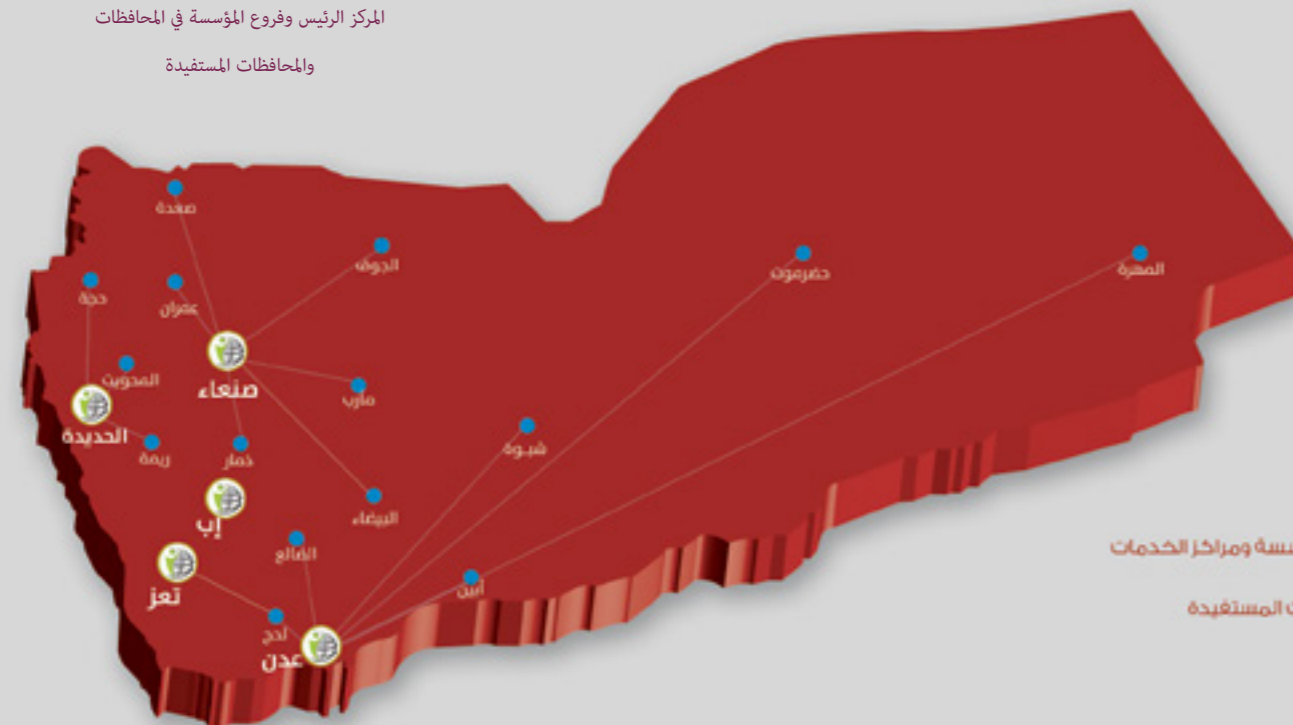 المركز الرئيس وفروع المؤسسة في المحافظات
والمحافظات المستفيدة
صعدة
الجوف
حضرموت
المهرة
حجة
عمران
صنعاء
المحويت
مأرب
الحديدة
ريمة
ذمار
شبوة
البيضاء
إب
الضالع
تعز
أبين
لحج
عدن
ومراكز الخدمات
المستفيدة